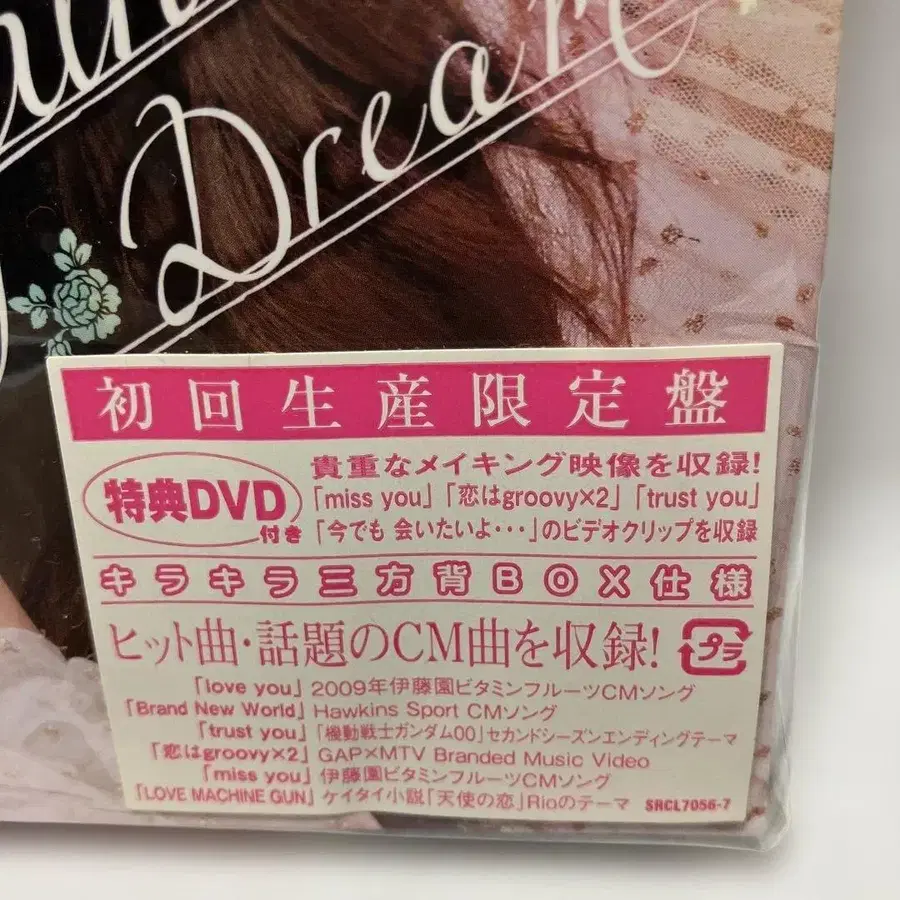 Dream
初回生産限定盤
特典DVD付き
貴重なメイキング映像を収録!
「miss you」「恋はgroovy×2」「trust you」
「今でも 会いたいよ・・・」のビデオクリップを収録
キラキラ三方背BOX仕様
ヒット曲・話題のCM曲を収録!
プラ
「love you」 2009年伊藤園ビタミンフルーツCMソング
「Brand New World」 Hawkins Sport CMソング
「trust you」「機動戦士ガンダム00」セカンドシーズンエンディングテーマ
「恋はgroovy×2」 GAP×MTV Branded Music Video
「miss you」 伊藤園ビタミンフルーツCMソング
「LOVE MACHINE GUN」 ケイタイ小説「天使の恋」Rioのテーマ SRCL7056-7